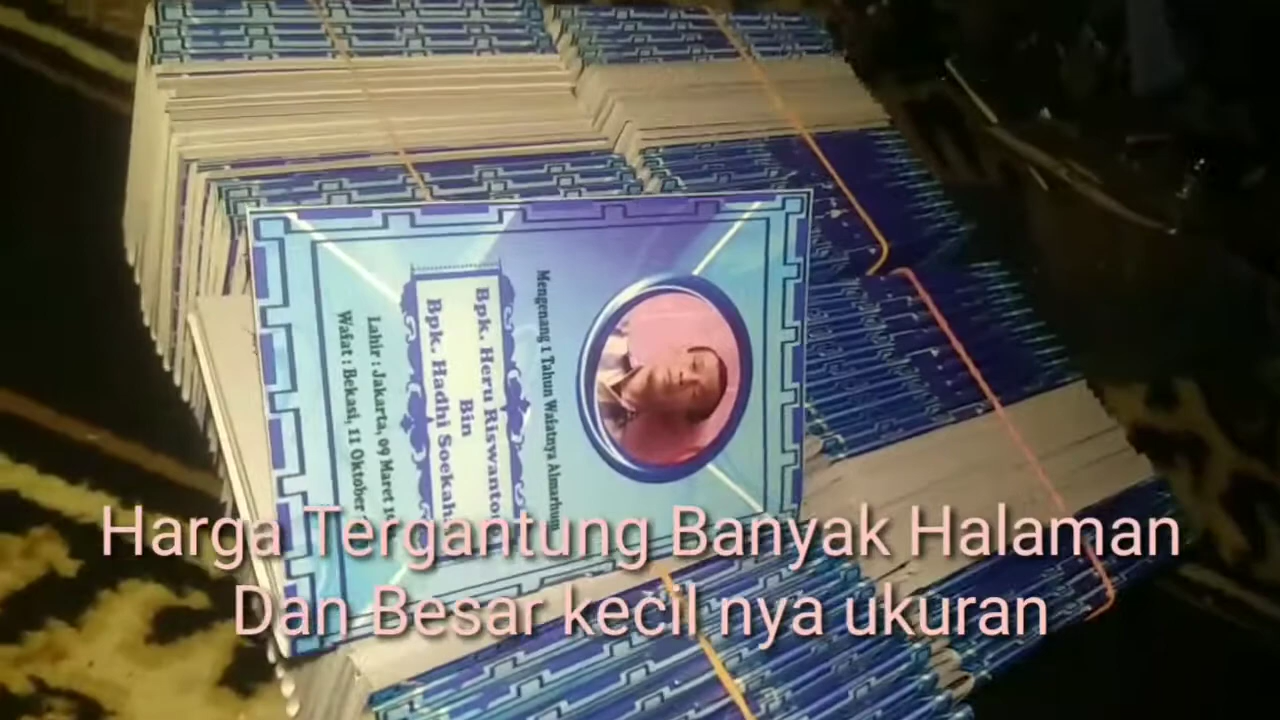 Mengenang 1 Tahun Wafatnya Almarhum
Bpk. Heru Riswanto
Bin
Bpk. Hadhi Soekah
Lahir : Jakarta, 09 Maret
Wafat : Bekasi, 11 Oktober
Harga Tergantung Banyak Halaman
Dan Besar kecil nya ukuran